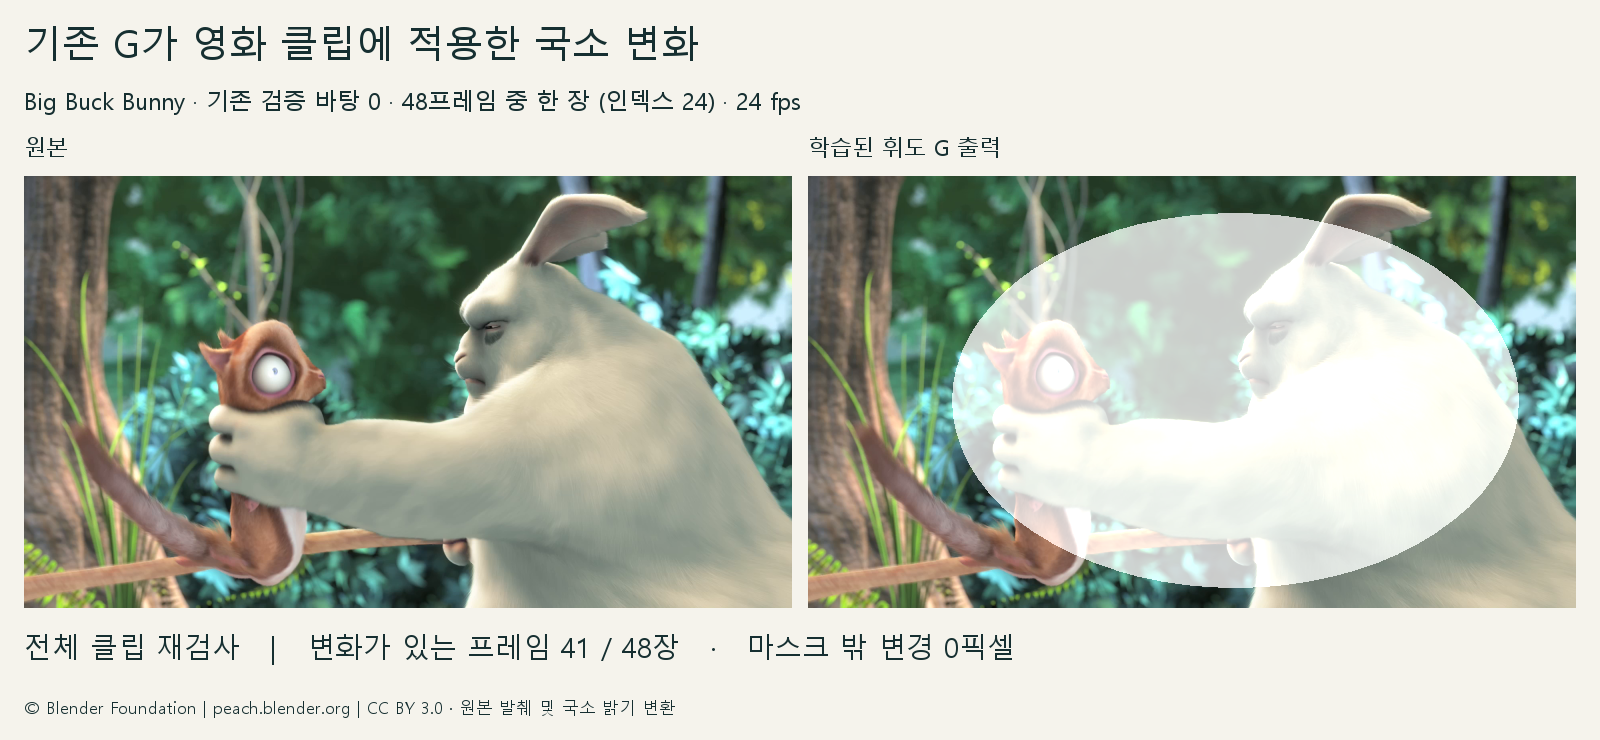 기존 G가 영화 클립에 적용한 국소 변화
Big Buck Bunny · 기존 검증 바탕 0 · 48프레임 중 한 장 (인덱스 24) · 24 fps
원본
학습된 휘도 G 출력
전체 클립 재검사 | 변화가 있는 프레임 41 / 48장 · 마스크 밖 변경 0픽셀
© Blender Foundation | peach.blender.org | CC BY 3.0 · 원본 발췌 및 국소 밝기 변환